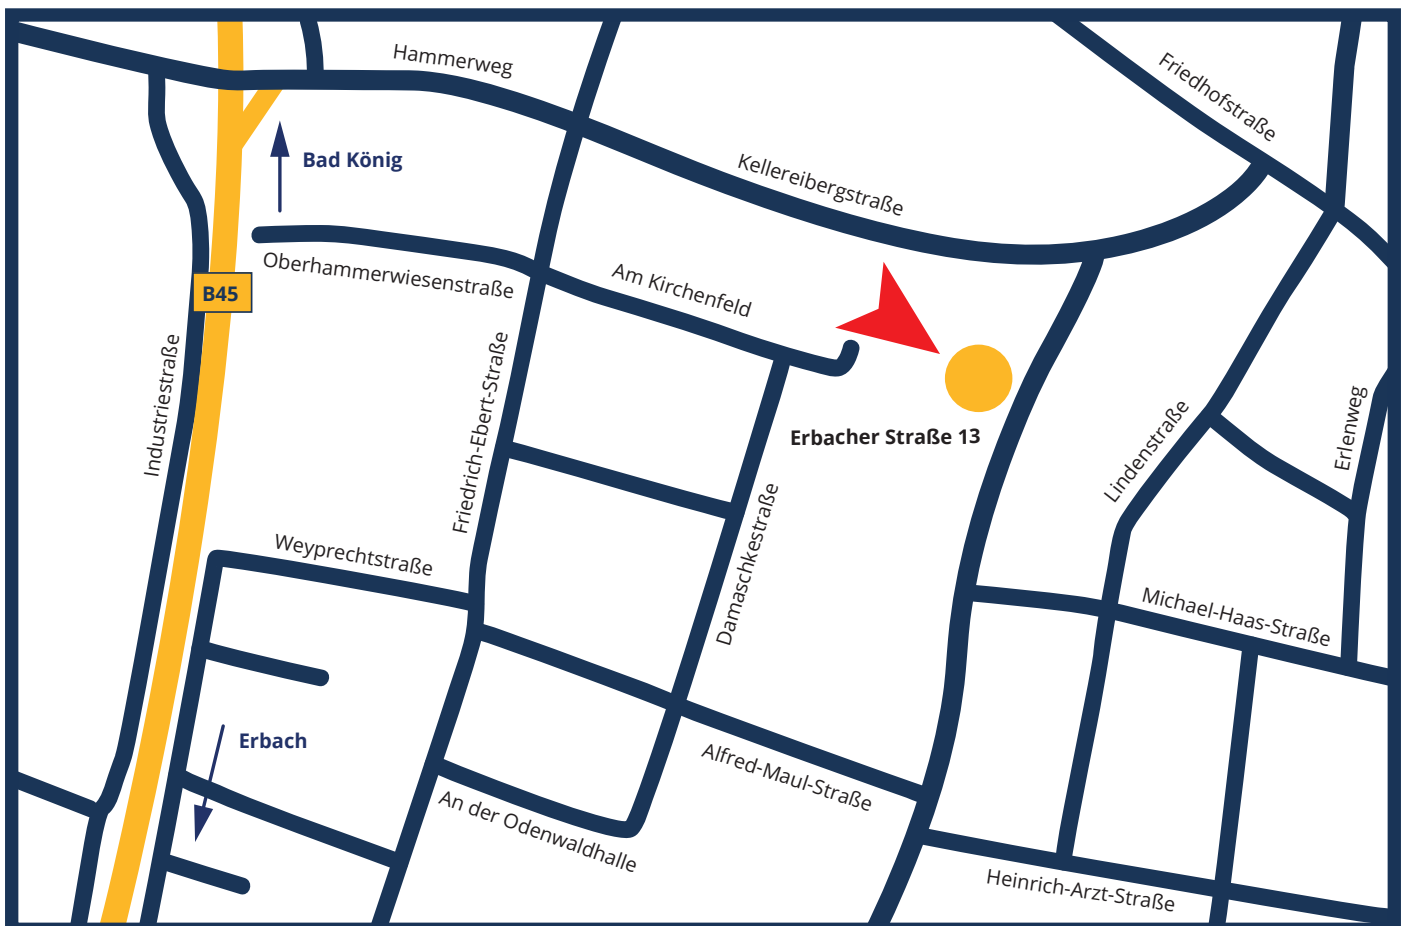 Hammerweg
Friedhofstraße
Bad König
Kellereibergstraße
Oberhammerwiesenstraße
Am Kirchenfeld
B45
Industriestraße
Friedrich-Ebert-Straße
Erbacher Straße 13
Lindenstraße
Erlenweg
Damaschkestraße
Weyprechtstraße
Michael-Haas-Straße
Erbach
Alfred-Maul-Straße
An der Odenwaldhalle
Heinrich-Arzt-Straße